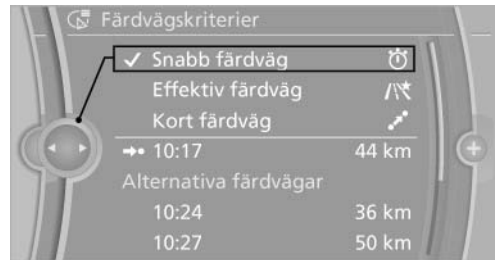 Färdvägskriterier
Snabb färdväg
Effektiv färdväg
Kort färdväg
10:17 44 km
Alternativa färdvägar
10:24 36 km
10:27 50 km